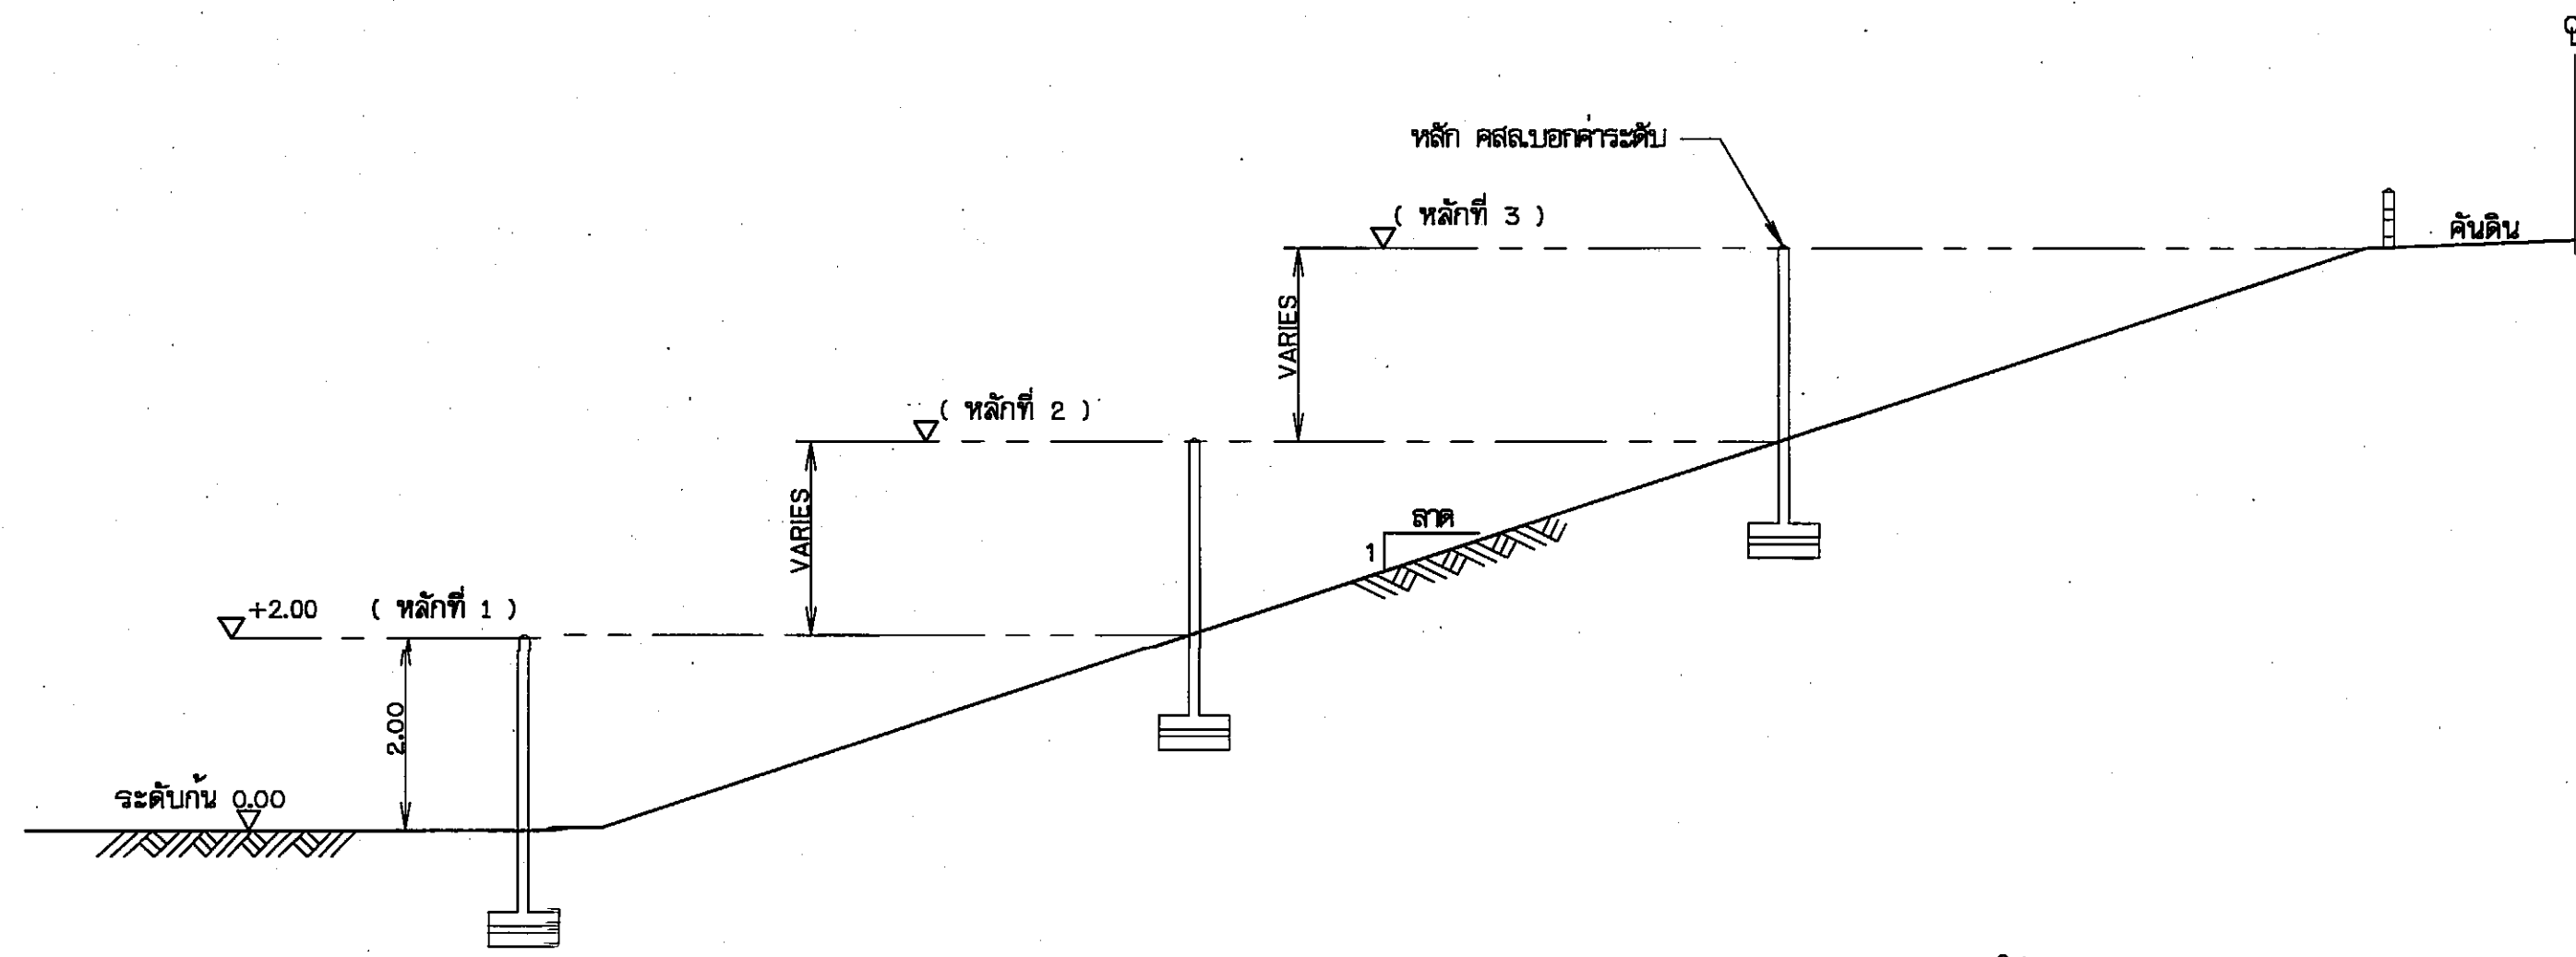 ℄
หลัก คสล.บอกค่าระดับ
( หลักที่ 3 )
คันดิน
VARIES
( หลักที่ 2 )
VARIES
ลาด
1
+2.00 ( หลักที่ 1 )
2.00
ระดับก้น 0.00